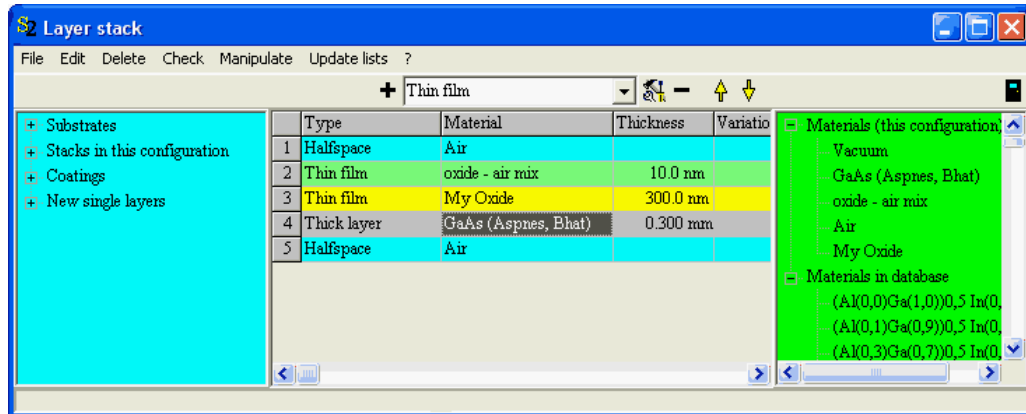 S2 Layer stack
File Edit Delete Check Manipulate Update lists ?
Thin film
+ Substrates
+ Stacks in this configuration
+ Coatings
+ New single layers
Type Material Thickness Variatio
1 Halfspace Air
2 Thin film oxide - air mix 10.0 nm
3 Thin film My Oxide 300.0 nm
4 Thick layer GaAs (Aspnes, Bhat) 0.300 mm
5 Halfspace Air
Materials (this configuration)
Vacuum
GaAs (Aspnes, Bhat)
oxide - air mix
Air
My Oxide
Materials in database
(Al(0,0)Ga(1,0))0,5 In(0,
(Al(0,1)Ga(0,9))0,5 In(0,
(Al(0,3)Ga(0,7))0,5 In(0,